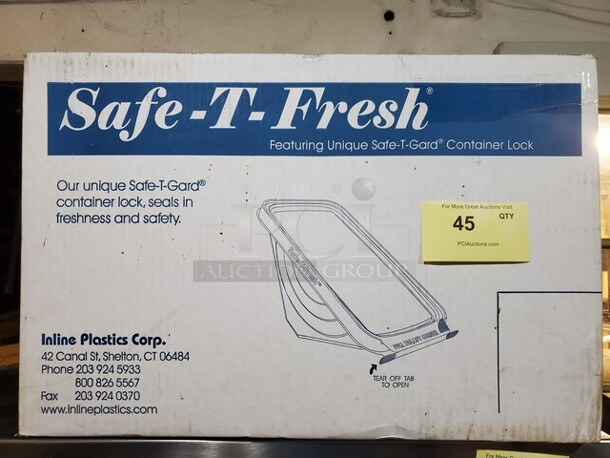 Safe-T-Fresh®
Featuring Unique Safe-T-Gard® Container Lock
Our unique Safe-T-Gard®
container lock, seals in
freshness and safety.
For More Great Auctions Visit
45 QTY
PCIAuctions.com
PCI
AUCTION GROUP
TEAR OFF TAB
TO OPEN
Inline Plastics Corp.
42 Canal St, Shelton, CT 06484
Phone 203 924 5933
800 826 5567
Fax 203 924 0370
www.inlineplastics.com
For More